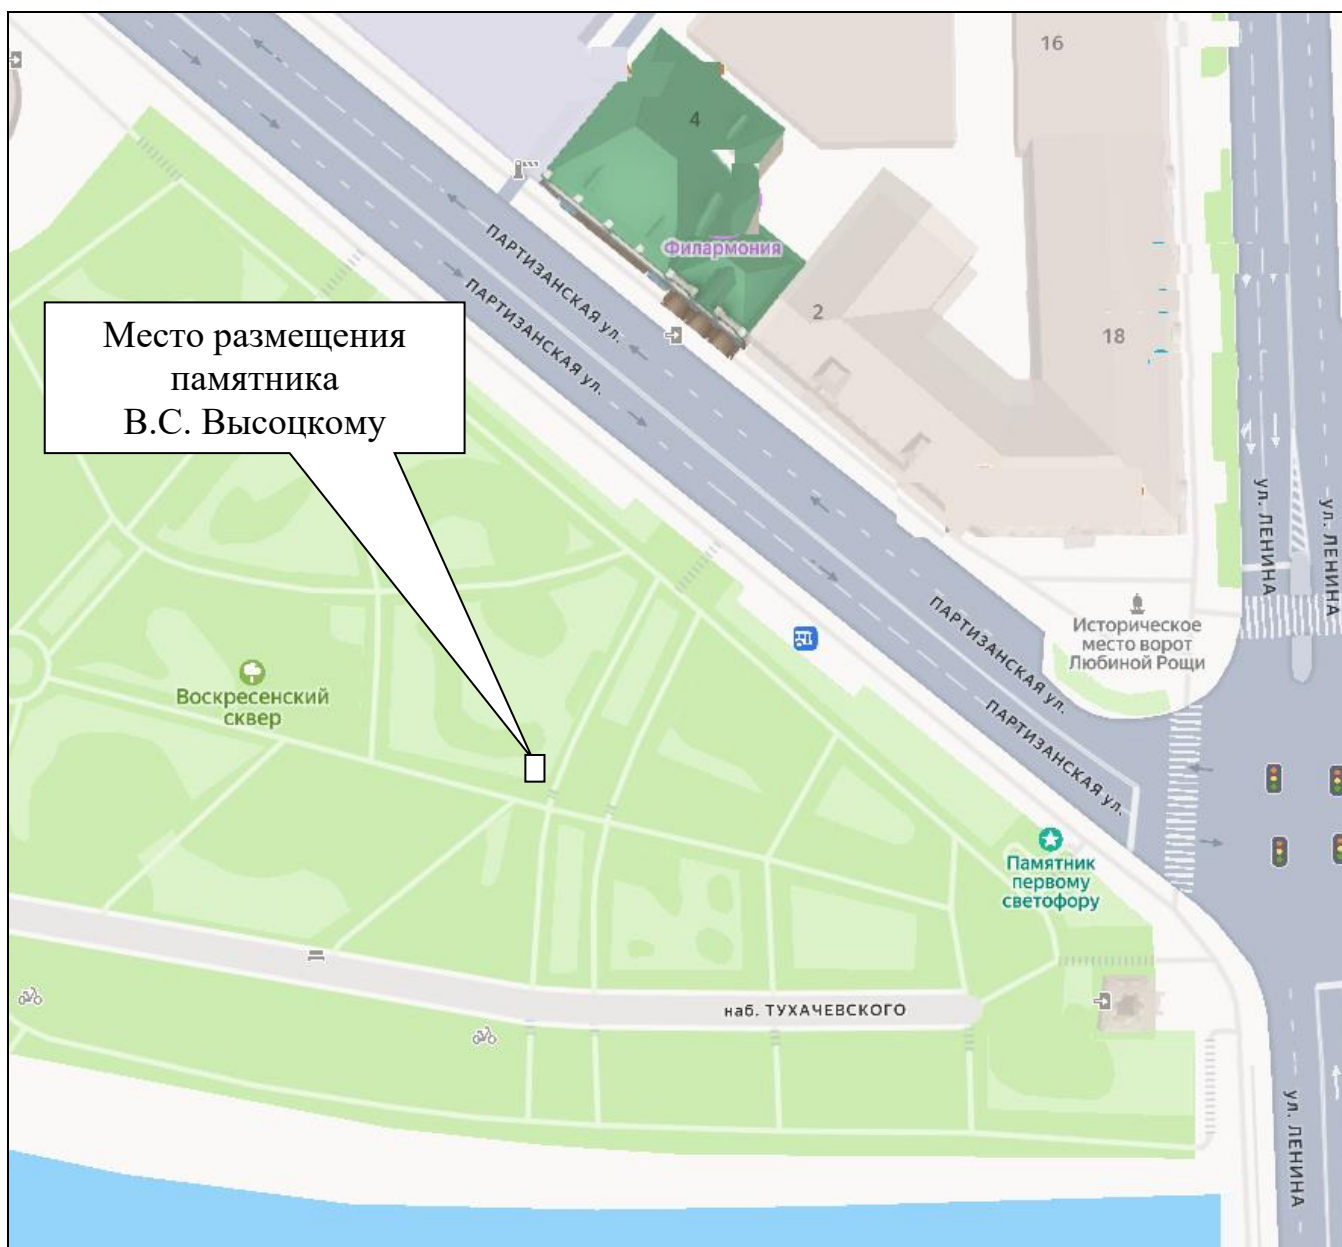 16
4
Филармония
ПАРТИЗАНСКАЯ ул.
ПАРТИЗАНСКАЯ ул.
2
18
Место размещения
памятника
В.С. Высоцкому
ул. ЛЕНИНА
ул. ЛЕНИНА
ПАРТИЗАНСКАЯ ул.
Историческое
место ворот
Любиной Рощи
Воскресенский
сквер
ПАРТИЗАНСКАЯ ул.
Памятник
первому
светофору
наб. ТУХАЧЕВСКОГО
ул. ЛЕНИНА